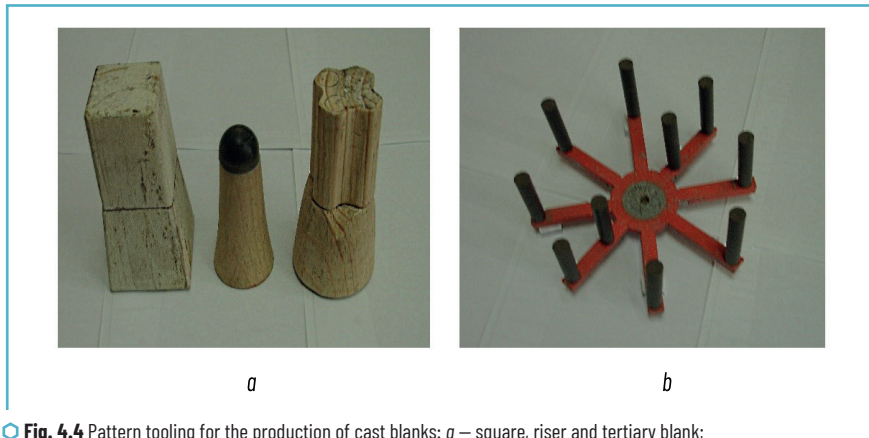 a
b
Fig. 4.4 Pattern tooling for the production of cast blanks: a – square, riser and tertiary blank;